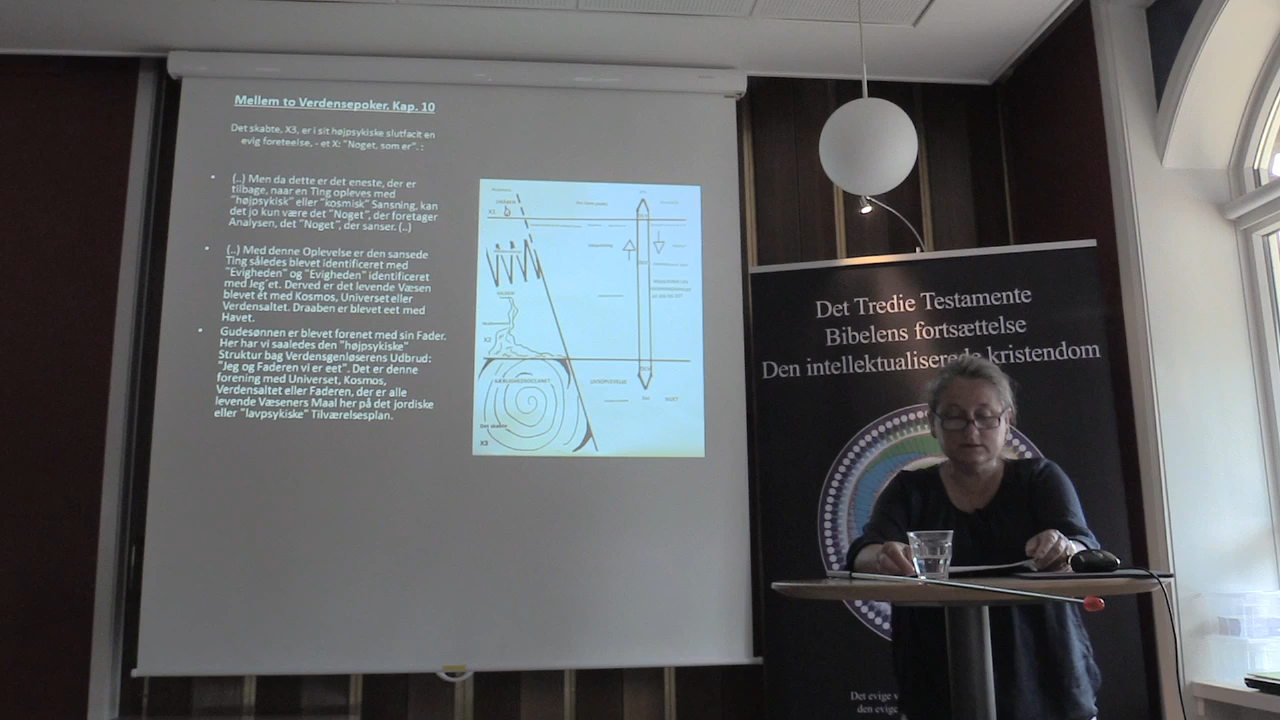 Mellem to Verdensepoker. Kap. 10
Det skabte, X3, er i sit højpsykiske slutfacit en
evig foreteelse, - et X: "Noget, som er". :
• (..) Men da dette er det eneste, der er
tilbage, naar en Ting opleves med
"højpsykisk" eller "kosmisk" Sansning, kan
det jo kun være det "Noget", der foretager
Analysen, det "Noget", der sanser. (..)
• (..) Med denne Oplevelse er den sansede
Ting således blevet identificeret med
"Evigheden" og "Evigheden" identificeret
med Jeg´et. Derved er det levende Væsen
blevet ét med Kosmos, Universet eller
Verdensaltet. Draaben er blevet eet med
Havet.
• Gudesønnen er blevet forenet med sin Fader.
Her har vi saaledes den "højpsykiske"
Struktur bag Verdensgenløserens Udbrud:
"Jeg og Faderen vi er eet". Det er denne
forening med Universet, Kosmos,
Verdensaltet eller Faderen, der er alle
levende Væseners Maal her på det jordiske
eller "lavpsykiske" Tilværelsesplan.
X1
X2
Det skabte
X3
Det Tredie Testamente
Bibelens fortsættelse
Den intellektualiserede kristendom
Det evige v
den evige